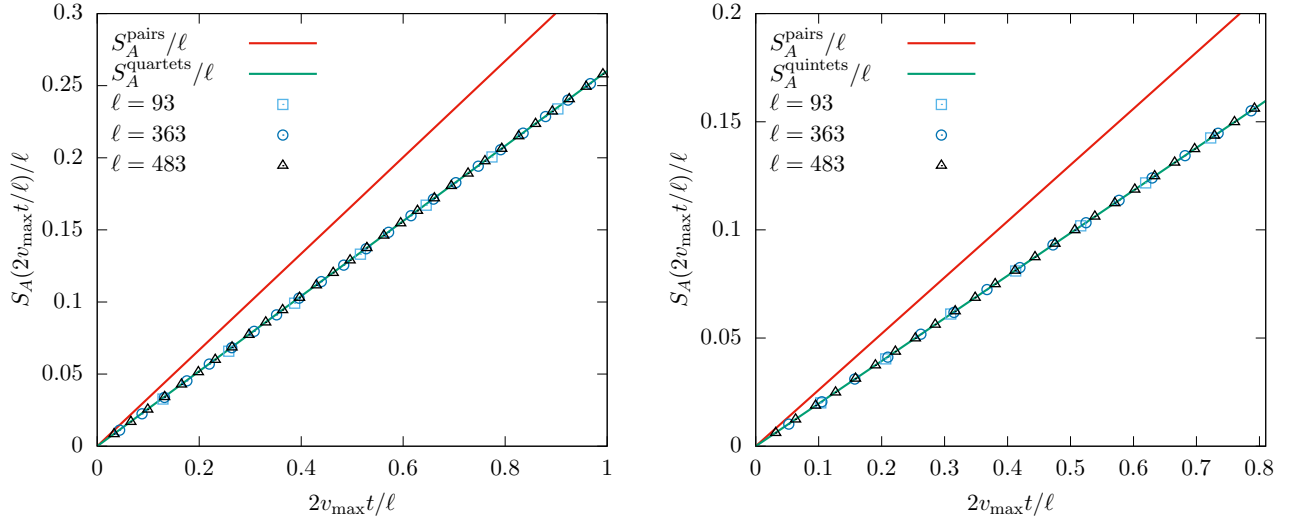 0.3
0.25
0.2
0.15
0.1
0.05
0
0 0.2 0.4 0.6 0.8 1
S_A(2v_max t/ℓ)/ℓ
2v_max t/ℓ
S_A^pairs/ℓ
S_A^quartets/ℓ
ℓ = 93
ℓ = 363
ℓ = 483
0.2
0.15
0.1
0.05
0
0 0.1 0.2 0.3 0.4 0.5 0.6 0.7 0.8
S_A(2v_max t/ℓ)/ℓ
2v_max t/ℓ
S_A^pairs/ℓ
S_A^quintets/ℓ
ℓ = 93
ℓ = 363
ℓ = 483